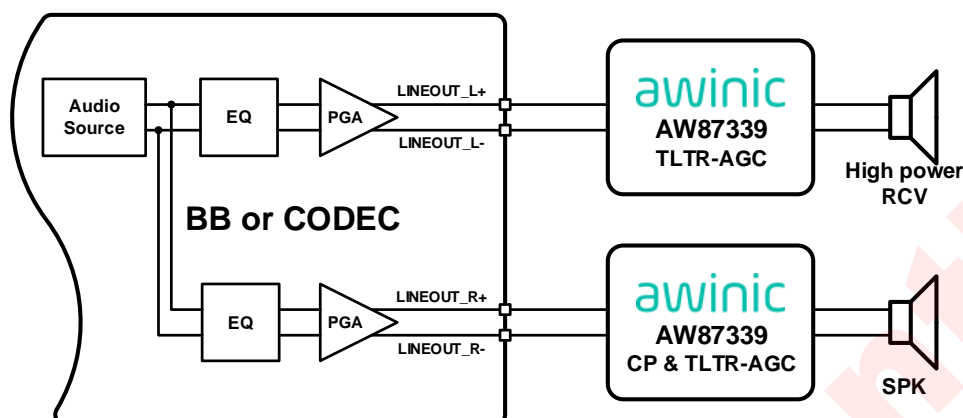 Audio
Source
EQ
PGA
LINEOUT_L+
LINEOUT_L-
awinic
AW87339
TLTR-AGC
High power
RCV
BB or CODEC
EQ
PGA
LINEOUT_R+
LINEOUT_R-
awinic
AW87339
CP & TLTR-AGC
SPK